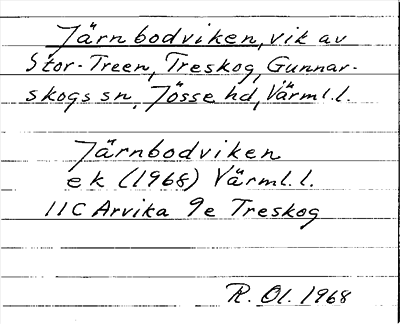 Järnbodviken, vik av
Stor-Treen, Treskog, Gunnar-
skogs sn, Jösse hd, Värml.l.
Järnbodviken
ek (1968) Värml.l.
11C Arvika 9e Treskog
R. Ol. 1968